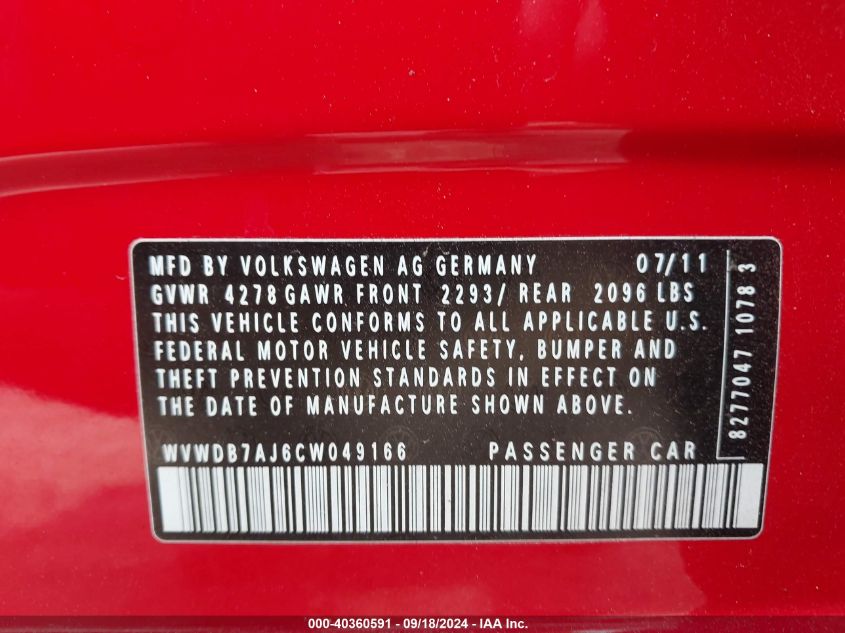 MFD BY VOLKSWAGEN AG GERMANY 07/11
GVWR 4278 GAWR FRONT 2293/ REAR 2096 LBS
THIS VEHICLE CONFORMS TO ALL APPLICABLE U.S.
FEDERAL MOTOR VEHICLE SAFETY, BUMPER AND
THEFT PREVENTION STANDARDS IN EFFECT ON
THE DATE OF MANUFACTURE SHOWN ABOVE.
WVWDB7AJ6CW049166 PASSENGER CAR
8277047 1078 3
000-40360591 - 09/18/2024 - IAA Inc.